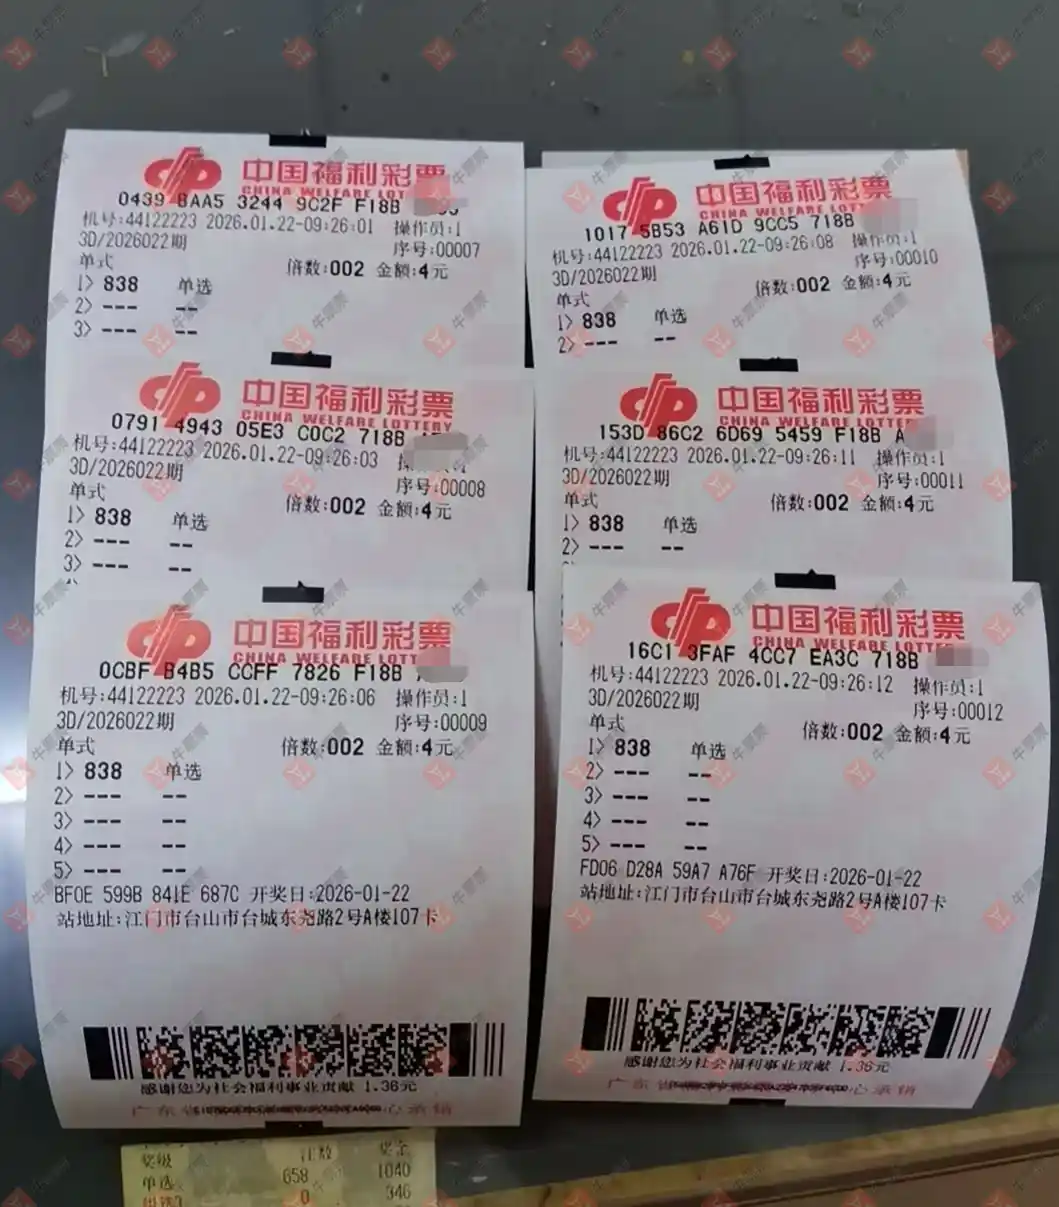 中国福利彩票
CHINA WELFARE LOTT
0439 BAA5 3244 9C2F F18B
机号:44122223 2026.01.22-09:26:01 操作员:1
3D/2026022期 序号:00007
单式 倍数:002 金额:4元
1> 838 单选
2> --- --
3> --- --
中国福利彩票
CHINA WELFARE LOTTERY
0791 4943 05E3 C0C2 718B
机号:44122223 2026.01.22-09:26:03
3D/2026022期 序号:00008
单式 倍数:002 金额:4元
1> 838 单选
2> --- --
3> --- --
中国福利彩票
CHINA WELFARE LOTT
0CBF B4B5 CCFF 7826 F18B
机号:44122223 2026.01.22-09:26:06 操作员:1
3D/2026022期 序号:00009
单式 倍数:002 金额:4元
1> 838 单选
2> --- --
3> --- --
4> --- --
5> --- --
BF0E 599B 841E 687C 开奖日:2026-01-22
站地址:江门市台山市台城东尧路2号A楼107卡
感谢您为社会福利事业贡献 1.36元
广东省 心承销
中国福利彩票
CHINA WELFARE LOT
1017 5B53 A61D 9CC5 718B
机号:44122223 2026.01.22-09:26:08 操作员:1
3D/2026022期 序号:00010
单式 倍数:002 金额:4元
1> 838 单选
2> --- --
中国福利彩票
CHINA WELFARE LOTTERY
153D 86C2 6D69 5459 F18B A
机号:44122223 2026.01.22-09:26:11 操作员:1
3D/2026022期 序号:00011
单式 倍数:002 金额:4元
1> 838 单选
2> --- --
中国福利彩票
CHINA WELFARE LOTTERY
16C1 3FAF 4CC7 EA3C 718B
机号:44122223 2026.01.22-09:26:12 操作员:1
3D/2026022期 序号:00012
单式 倍数:002 金额:4元
1> 838 单选
2> --- --
3> --- --
4> --- --
5> --- --
FD06 D28A 59A7 A76F 开奖日:2026-01-22
站地址:江门市台山市台城东尧路2号A楼107卡
感谢您为社会福利事业贡献 1.36元
广东省 心承销
奖级 注数 奖金
单选 658 1040
0 346